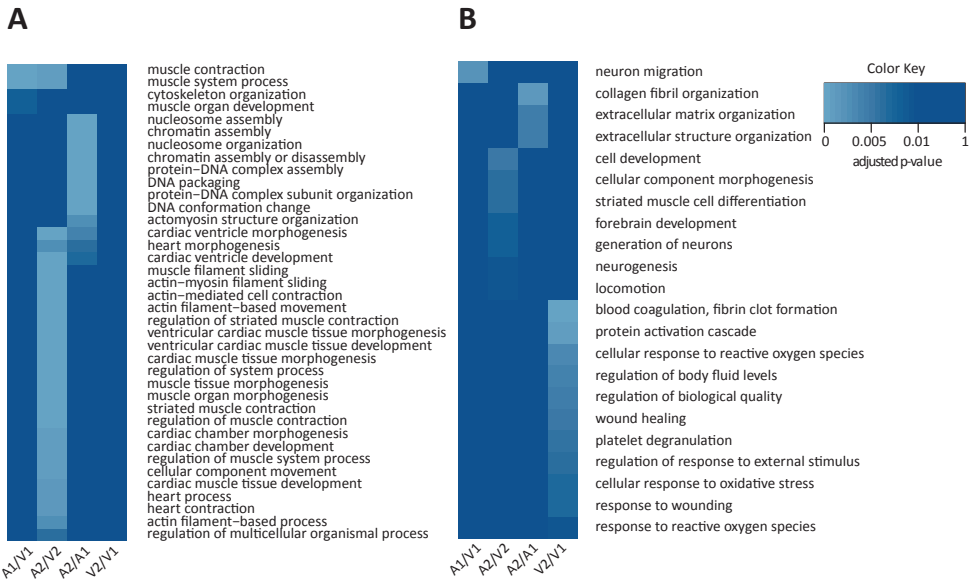 A
muscle contraction
muscle system process
cytoskeleton organization
muscle organ development
nucleosome assembly
chromatin assembly
nucleosome organization
chromatin assembly or disassembly
protein−DNA complex assembly
DNA packaging
protein−DNA complex subunit organization
DNA conformation change
actomyosin structure organization
cardiac ventricle morphogenesis
heart morphogenesis
cardiac ventricle development
muscle filament sliding
actin−myosin filament sliding
actin−mediated cell contraction
actin filament−based movement
regulation of striated muscle contraction
ventricular cardiac muscle tissue morphogenesis
ventricular cardiac muscle tissue development
cardiac muscle tissue morphogenesis
regulation of system process
muscle tissue morphogenesis
muscle organ morphogenesis
striated muscle contraction
regulation of muscle contraction
cardiac chamber morphogenesis
cardiac chamber development
regulation of muscle system process
cellular component movement
cardiac muscle tissue development
heart process
heart contraction
actin filament−based process
regulation of multicellular organismal process
A1/V1
A2/V2
A2/A1
V2/V1
B
neuron migration
collagen fibril organization
extracellular matrix organization
extracellular structure organization
cell development
cellular component morphogenesis
striated muscle cell differentiation
forebrain development
generation of neurons
neurogenesis
locomotion
blood coagulation, fibrin clot formation
protein activation cascade
cellular response to reactive oxygen species
regulation of body fluid levels
regulation of biological quality
wound healing
platelet degranulation
regulation of response to external stimulus
cellular response to oxidative stress
response to wounding
response to reactive oxygen species
A1/V1
A2/V2
A2/A1
V2/V1
Color Key
0 0.005 0.01 1
adjusted p-value